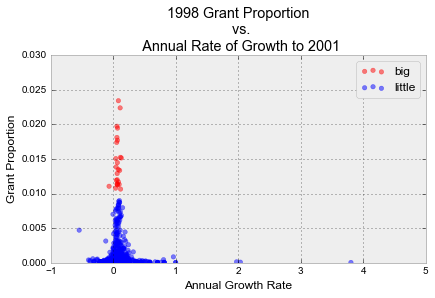 1998 Grant Proportion
vs.
Annual Rate of Growth to 2001
big
little
Grant Proportion
0.030
0.025
0.020
0.015
0.010
0.005
0.000
−1
0
1
2
3
4
5
Annual Growth Rate